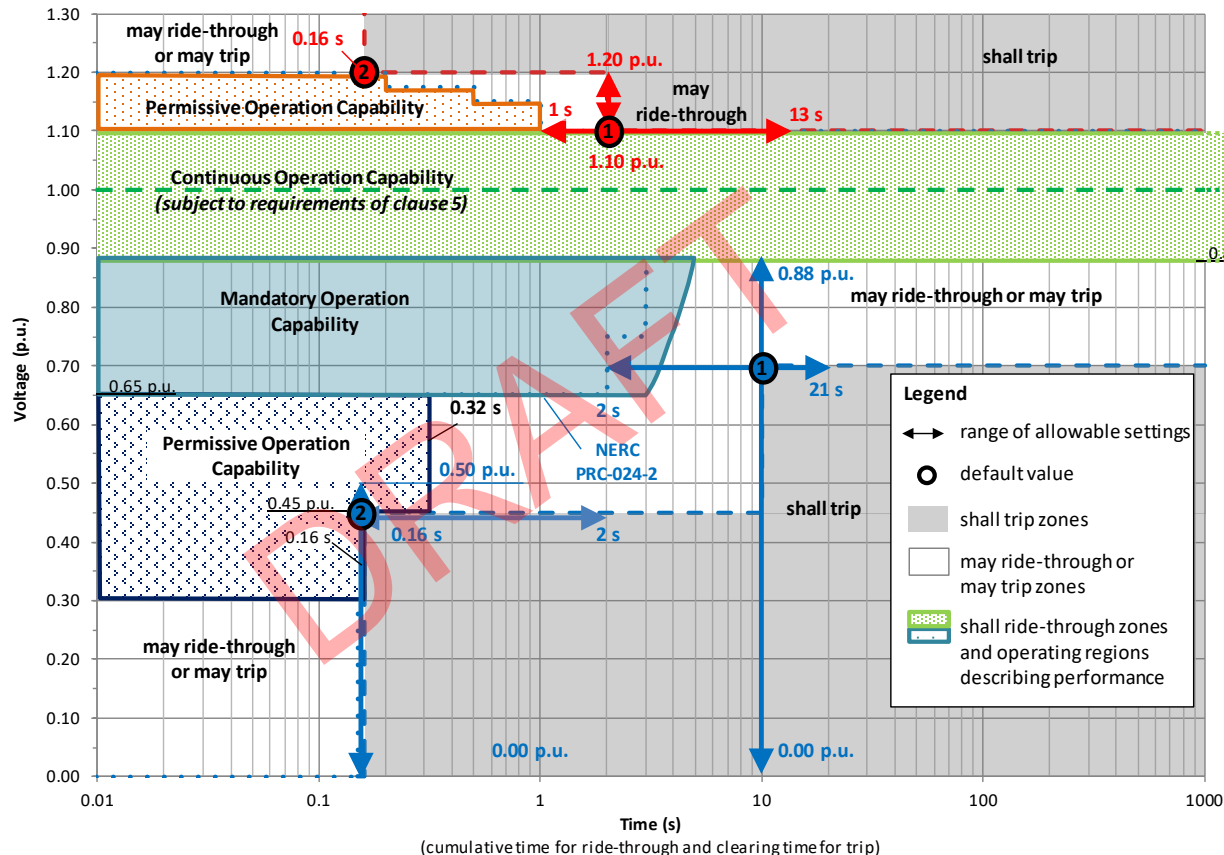 1.30
1.20
1.10
1.00
0.90
0.80
0.70
0.60
0.50
0.40
0.30
0.20
0.10
0.00
Voltage (p.u.)
may ride-through
or may trip
0.16 s
2
1.20 p.u.
shall trip
Permissive Operation Capability
may
ride-through
1 s
1
13 s
1.10 p.u.
Continuous Operation Capability
(subject to requirements of clause 5)
Mandatory Operation
Capability
0.88 p.u.
may ride-through or may trip
0.65 p.u.
1
21 s
2 s
0.32 s
NERC
PRC-024-2
Permissive Operation
Capability
0.50 p.u.
0.45 p.u.
2
0.16 s
0.16 s
2 s
shall trip
may ride-through
or may trip
0.00 p.u.
0.00 p.u.
DRAFT
Legend
range of allowable settings
default value
shall trip zones
may ride-through or
may trip zones
shall ride-through zones
and operating regions
describing performance
0.01
0.1
1
10
100
1000
Time (s)
(cumulative time for ride-through and clearing time for trip)